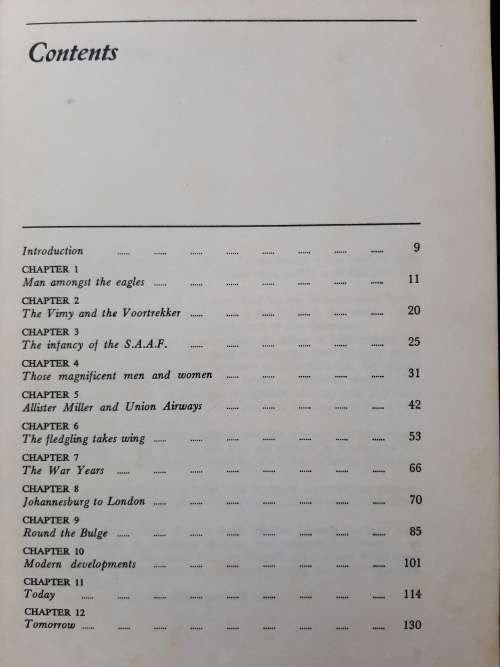 Contents
Introduction ...... ...... ...... ...... ...... ...... ...... ...... 9
CHAPTER 1
Man amongst the eagles ...... ...... ...... ...... ...... ...... ...... 11
CHAPTER 2
The Vimy and the Voortrekker ...... ...... ...... ...... ...... ...... 20
CHAPTER 3
The infancy of the S.A.A.F. ...... ...... ...... ...... ...... ...... 25
CHAPTER 4
Those magnificent men and women ...... ...... ...... ...... ...... 31
CHAPTER 5
Allister Miller and Union Airways ...... ...... ...... ...... ...... 42
CHAPTER 6
The fledgling takes wing ...... ...... ...... ...... ...... ...... ...... 53
CHAPTER 7
The War Years ...... ...... ...... ...... ...... ...... ...... ...... 66
CHAPTER 8
Johannesburg to London ...... ...... ...... ...... ...... ...... ...... 70
CHAPTER 9
Round the Bulge ...... ...... ...... ...... ...... ...... ...... ...... 85
CHAPTER 10
Modern developments ...... ...... ...... ...... ...... ...... ...... 101
CHAPTER 11
Today ...... ...... ...... ...... ...... ...... ...... ...... ...... 114
CHAPTER 12
Tomorrow ...... ...... ...... ...... ...... ...... ...... ...... ...... 130